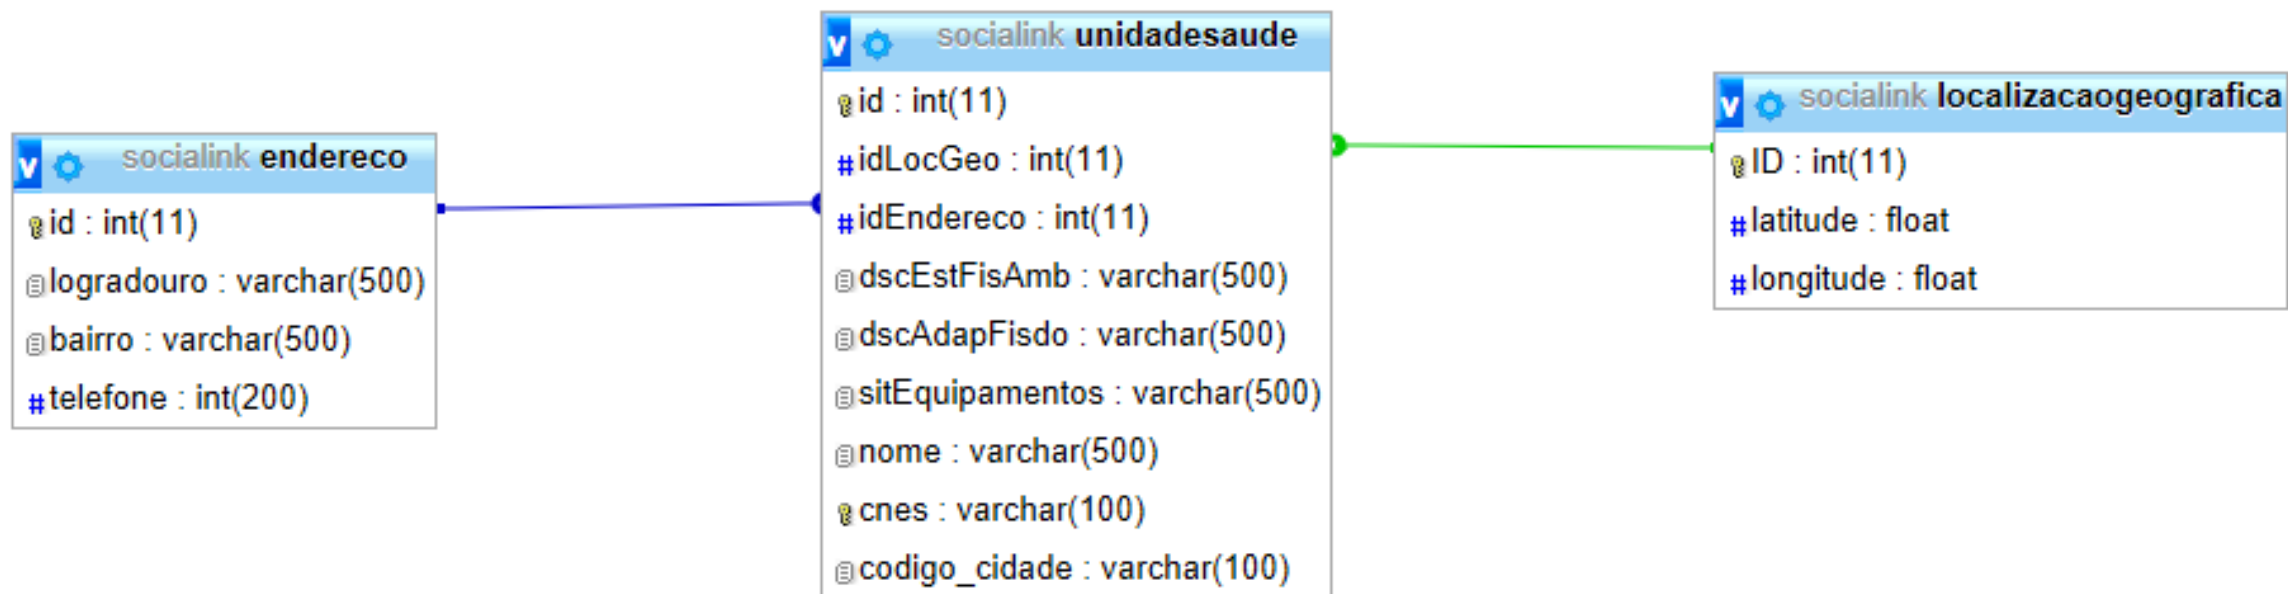 socialink endereco
id : int(11)
logradouro : varchar(500)
bairro : varchar(500)
#telefone : int(200)
socialink unidadesaude
id : int(11)
#idLocGeo : int(11)
#idEndereco : int(11)
dscEstFisAmb : varchar(500)
dscAdapFisdo : varchar(500)
sitEquipamentos : varchar(500)
nome : varchar(500)
cnes : varchar(100)
codigo_cidade : varchar(100)
socialink localizacaogeografica
ID : int(11)
#latitude : float
#longitude : float